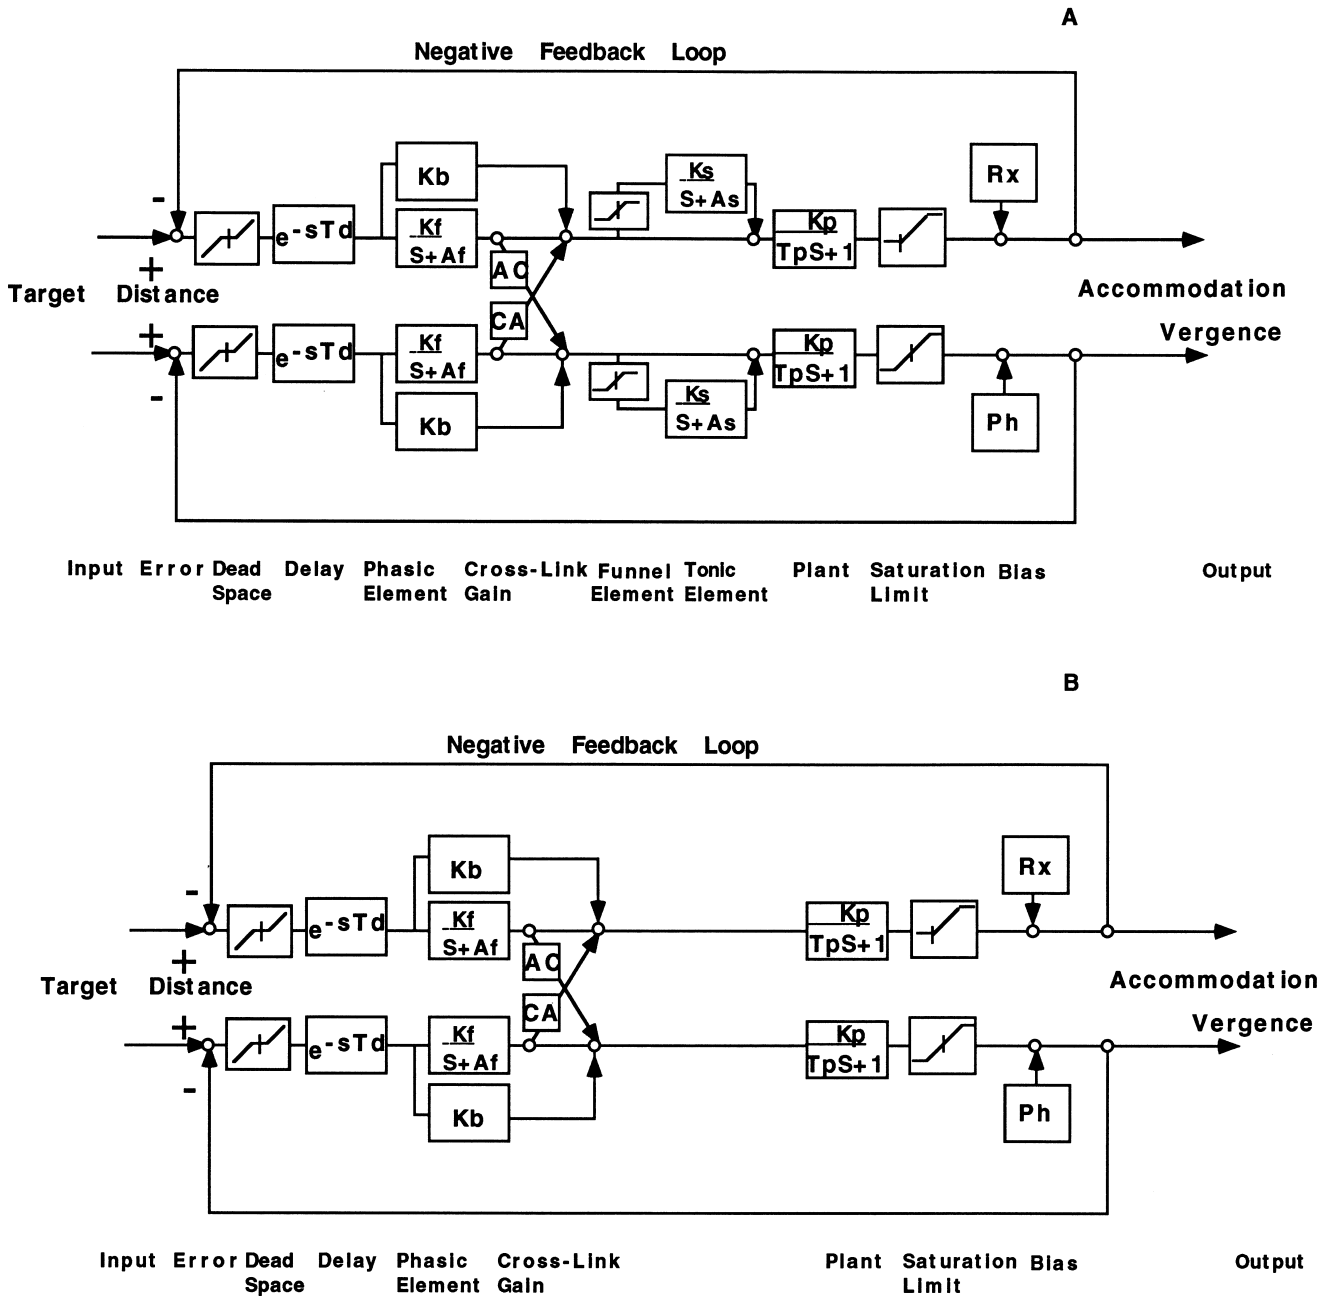 A
Negative Feedback Loop
Kb
Ks
S+As
Rx
-
e-sTd
Kf
S+Af
Kp
TpS+1
+
AC
Target Distance
Accommodation
CA
+
Vergence
e-sTd
Kf
S+Af
Kp
TpS+1
-
Kb
Ks
S+As
Ph
Input Error Dead Delay Phasic Cross-Link Funnel Tonic Plant Saturation Bias Output
Space Element Gain Element Element Limit
B
Negative Feedback Loop
Kb
Rx
-
e-sTd
Kf
S+Af
Kp
TpS+1
+
AC
Target Distance
Accommodation
CA
+
Vergence
e-sTd
Kf
S+Af
Kp
TpS+1
-
Kb
Ph
Input Error Dead Delay Phasic Cross-Link Plant Saturation Bias Output
Space Element Gain Limit